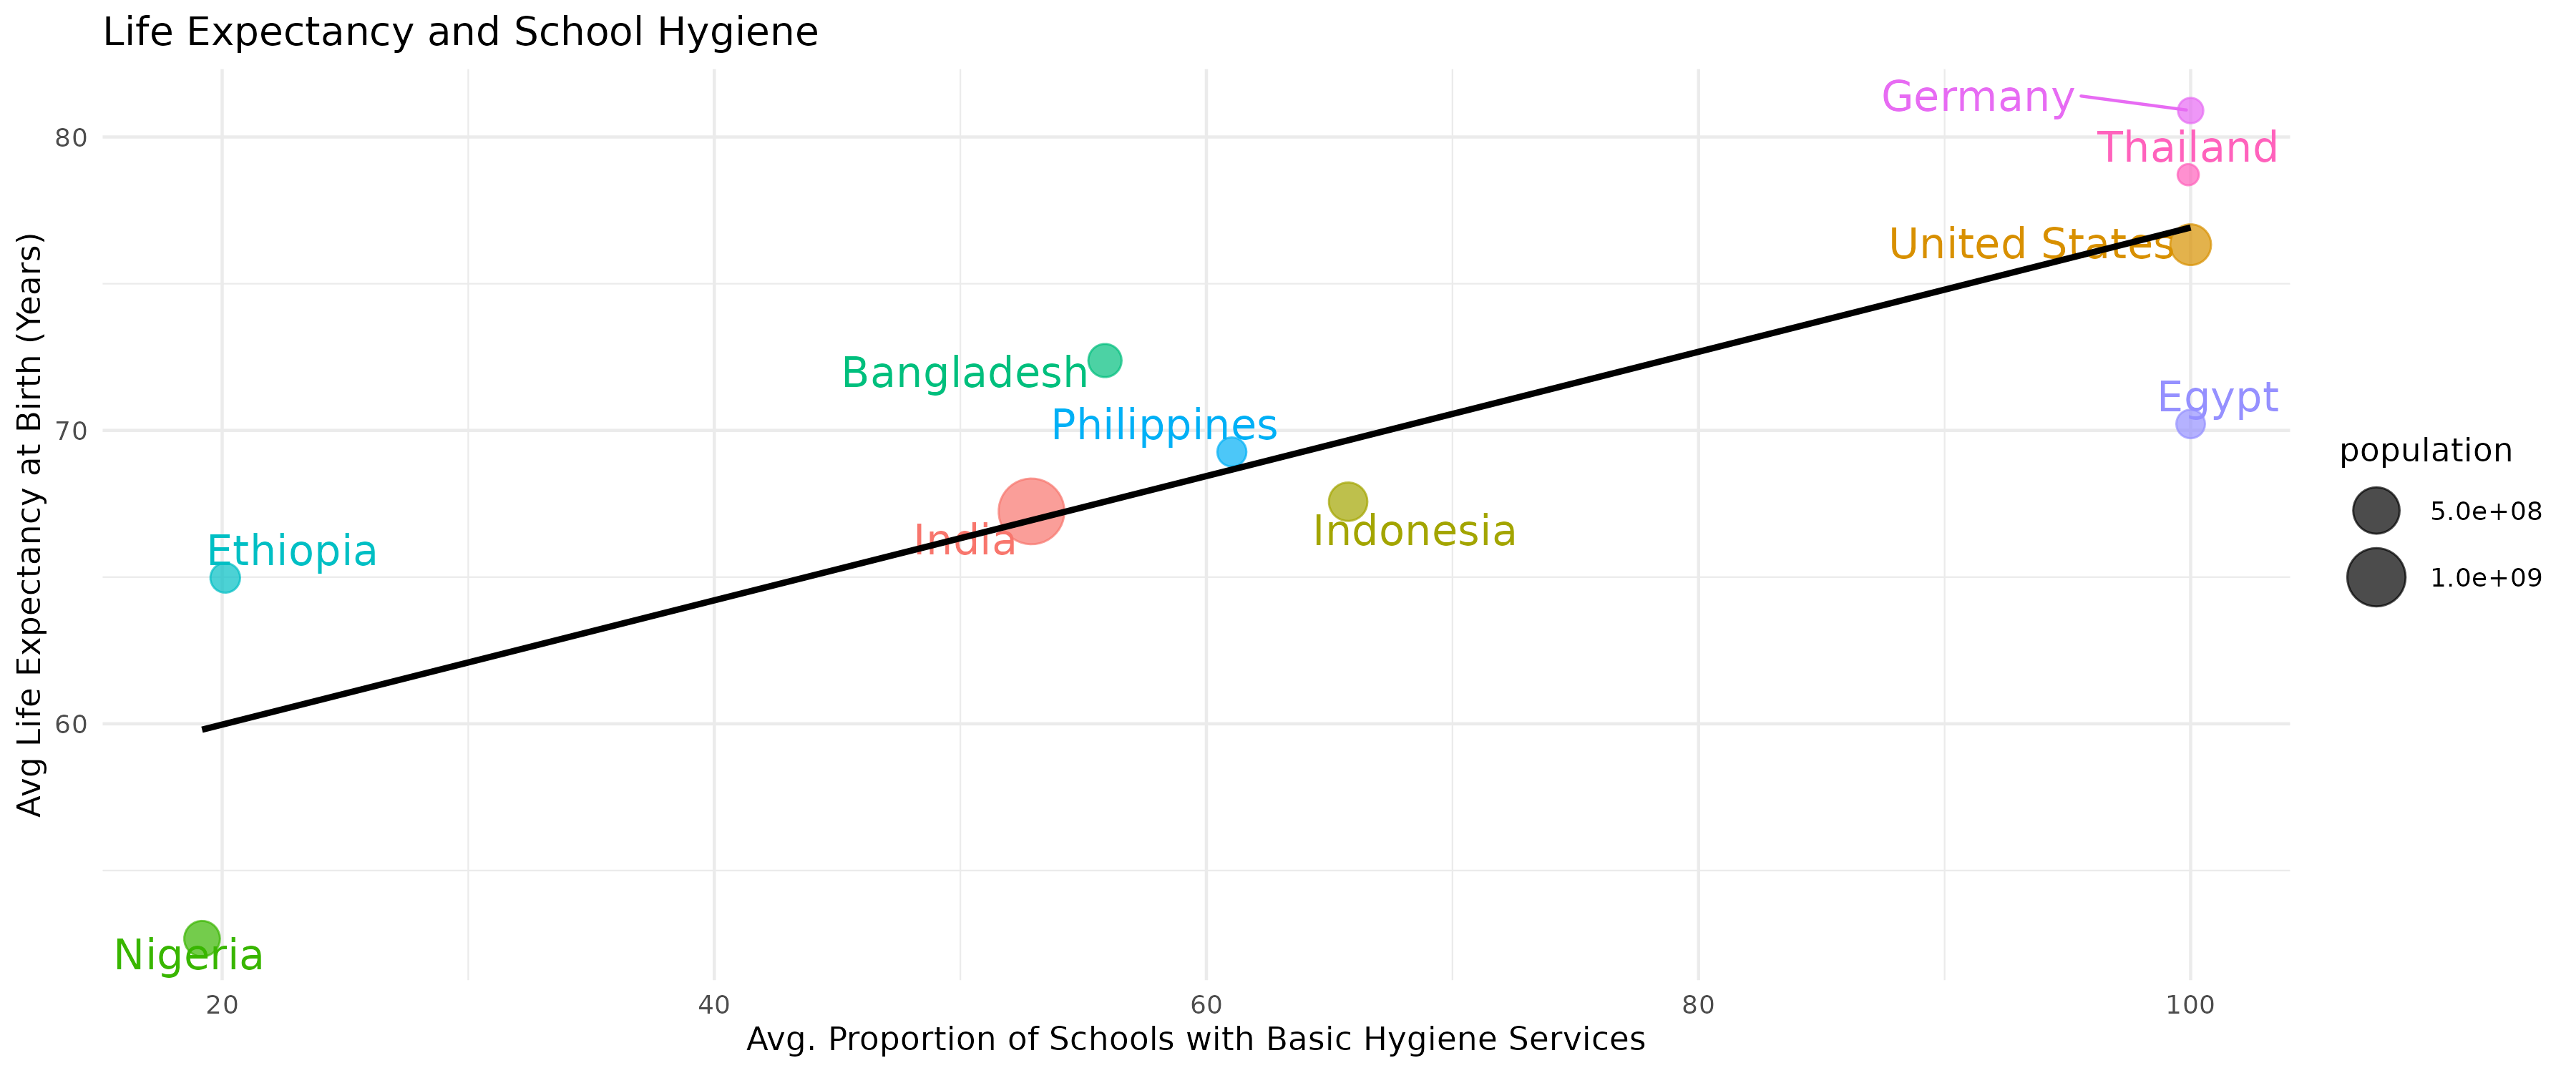 Life Expectancy and School Hygiene
Avg Life Expectancy at Birth (Years)
80
70
60
Germany
Thailand
United States
Bangladesh
Egypt
Philippines
India
Indonesia
Ethiopia
Nigeria
20 40 60 80 100
Avg. Proportion of Schools with Basic Hygiene Services
population
5.0e+08
1.0e+09